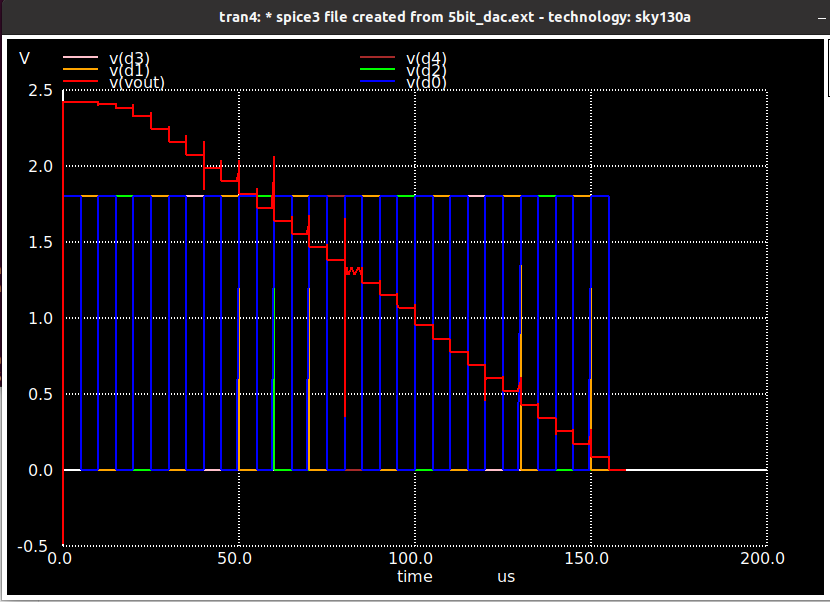 tran4: * spice3 file created from 5bit_dac.ext - technology: sky130a
V
v(d3) v(d4)
v(d1) v(d2)
v(vout) v(d0)
2.5
2.0
1.5
1.0
0.5
0.0
-0.5
0.0 50.0 100.0 150.0 200.0
time us